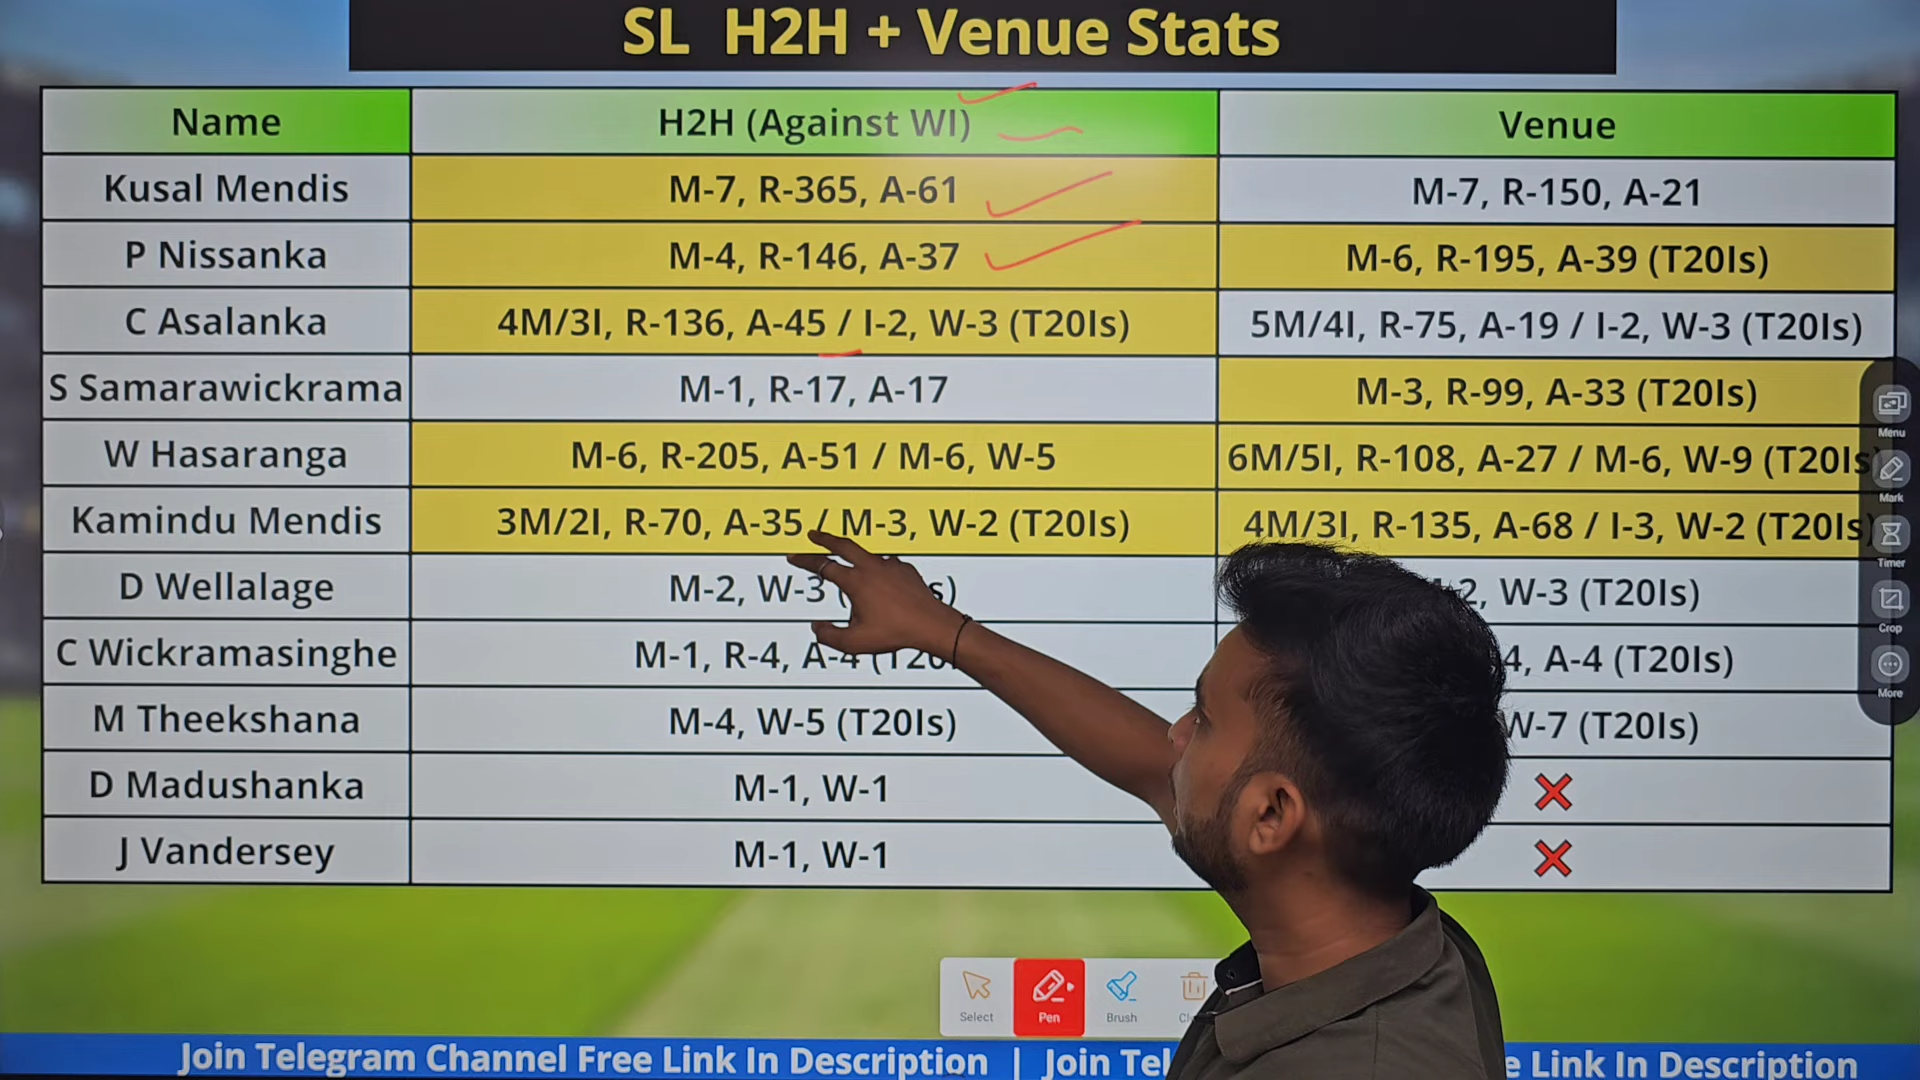 SL H2H + Venue Stats
Name H2H (Against WI) Venue
Kusal Mendis M-7, R-365, A-61 M-7, R-150, A-21
P Nissanka M-4, R-146, A-37 M-6, R-195, A-39 (T20Is)
C Asalanka 4M/3I, R-136, A-45 / I-2, W-3 (T20Is) 5M/4I, R-75, A-19 / I-2, W-3 (T20Is)
S Samarawickrama M-1, R-17, A-17 M-3, R-99, A-33 (T20Is)
W Hasaranga M-6, R-205, A-51 / M-6, W-5 6M/5I, R-108, A-27 / M-6, W-9 (T20Is
Kamindu Mendis 3M/2I, R-70, A-35 / M-3, W-2 (T20Is) 4M/3I, R-135, A-68 / I-3, W-2 (T20Is)
D Wellalage M-2, W-3 W-3 (T20Is)
C Wickramasinghe M-1, R-4, A-4 A-4 (T20Is)
M Theekshana M-4, W-5 (T20Is) W-7 (T20Is)
D Madushanka M-1, W-1
J Vandersey M-1, W-1
Menu
Mark
Timer
Crop
More
Select Pen Brush
Join Telegram Channel Free Link In Description | Join Link In Description